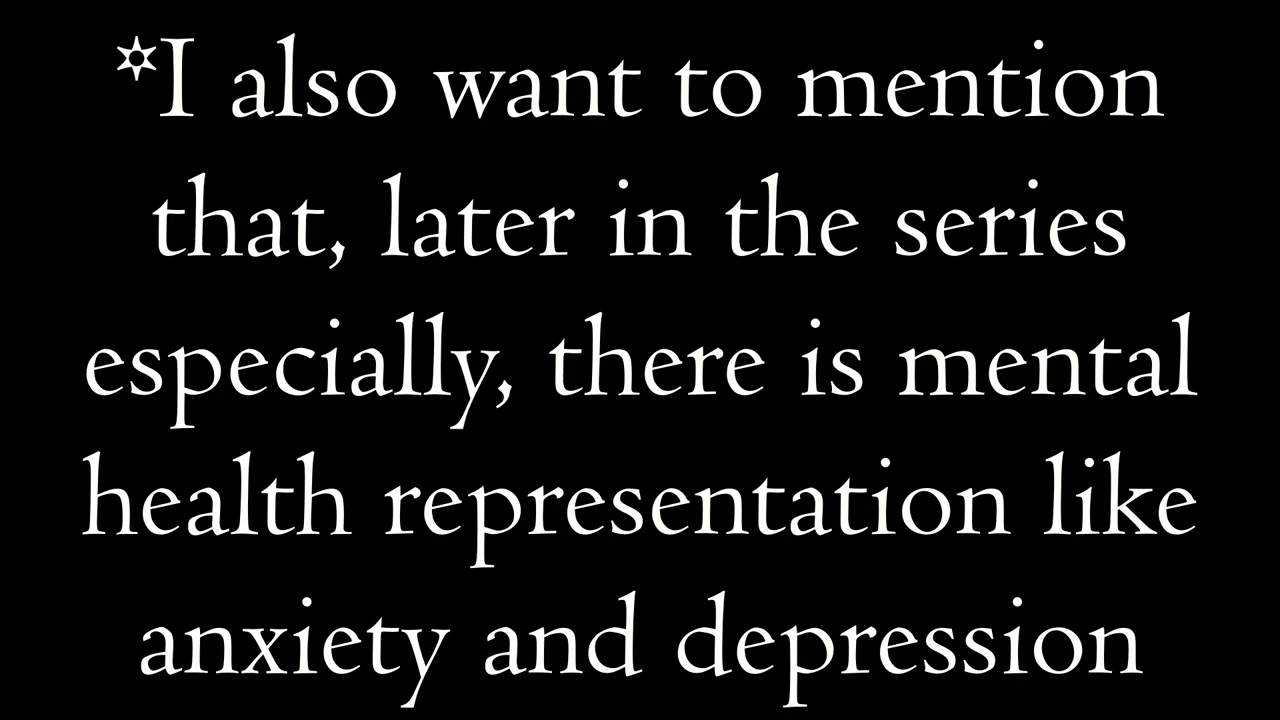 *I also want to mention
that, later in the series
especially, there is mental
health representation like
anxiety and depression